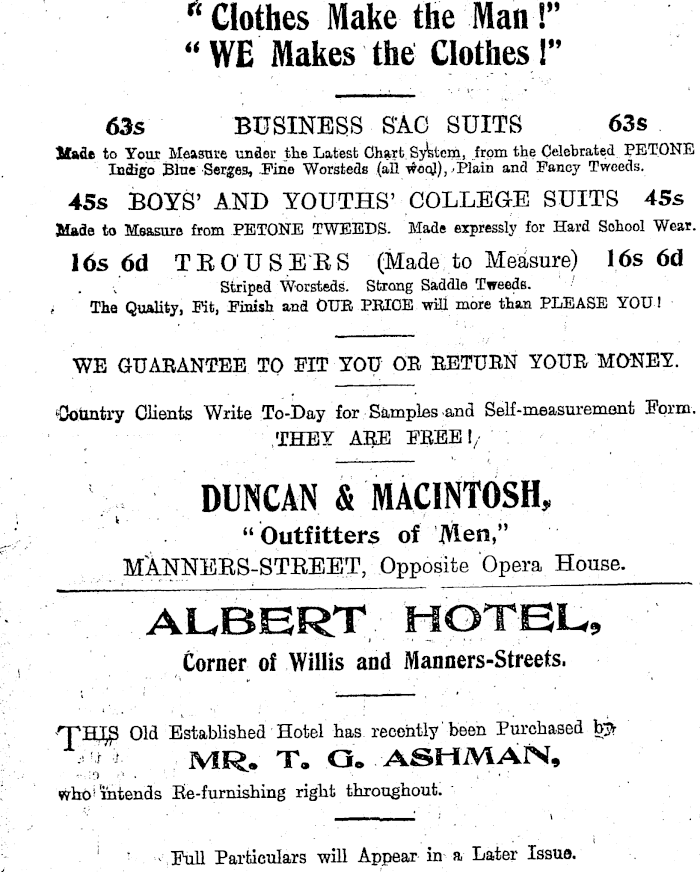 “ Clothes Make the Man !”
“ WE Makes the Clothes !”
63s BUSINESS SAC SUITS 63s
Made to Your Measure under the Latest Chart System, from the Celebrated PETONE
Indigo Blue Serges, Fine Worsteds (all wool), Plain and Fancy Tweeds.
45s BOYS’ AND YOUTHS’ COLLEGE SUITS 45s
Made to Measure from PETONE TWEEDS. Made expressly for Hard School Wear.
16s 6d TROUSERS (Made to Measure) 16s 6d
Striped Worsteds. Strong Saddle Tweeds.
The Quality, Fit, Finish and OUR PRICE will more than PLEASE YOU !
WE GUARANTEE TO FIT YOU OR RETURN YOUR MONEY.
Country Clients Write To-Day for Samples and Self-measurement Form.
THEY ARE FREE !
DUNCAN & MACINTOSH,
“ Outfitters of Men,”
MANNERS-STREET, Opposite Opera House.
ALBERT HOTEL,
Corner of Willis and Manners-Streets.
THIS Old Established Hotel has recently been Purchased by
MR. T. G. ASHMAN,
who intends Re-furnishing right throughout.
Full Particulars will Appear in a Later Issue.